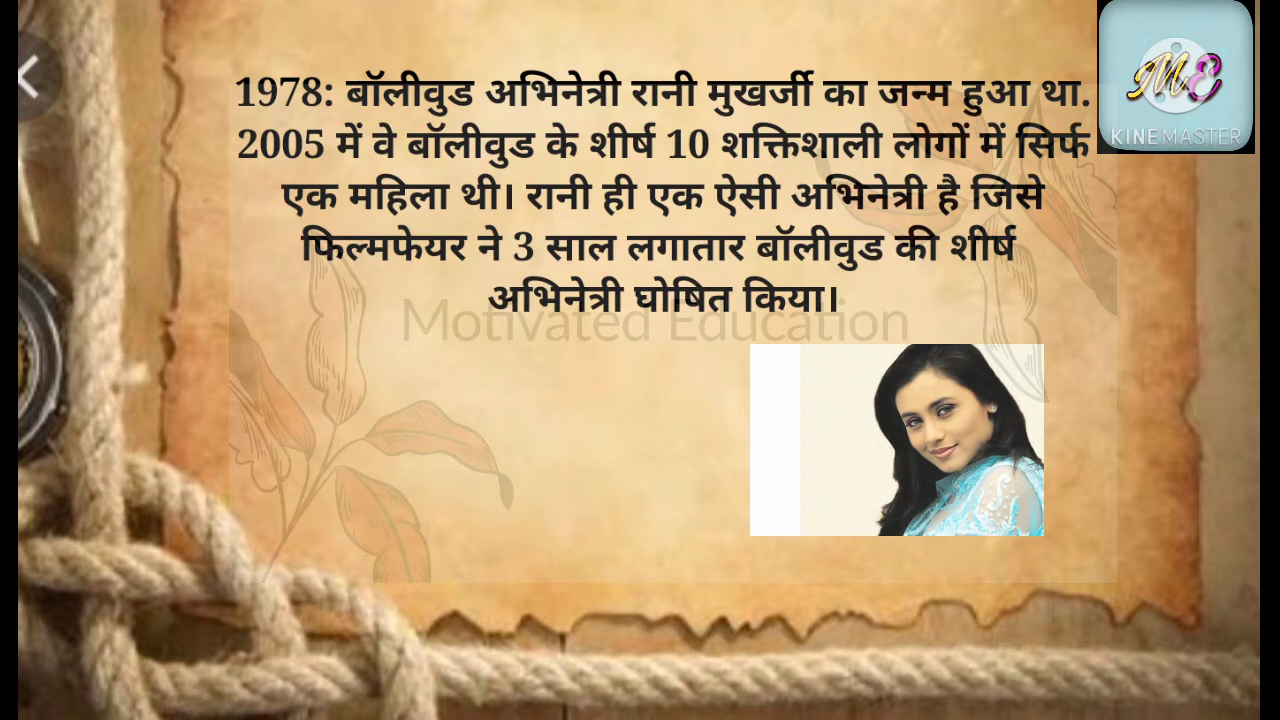 1978: बॉलीवुड अभिनेत्री रानी मुखर्जी का जन्म हुआ था.
2005 में वे बॉलीवुड के शीर्ष 10 शक्तिशाली लोगों में सिर्फ
एक महिला थी। रानी ही एक ऐसी अभिनेत्री है जिसे
फिल्मफेयर ने 3 साल लगातार बॉलीवुड की शीर्ष
अभिनेत्री घोषित किया।
Motivated Education
ME
KINEMASTER